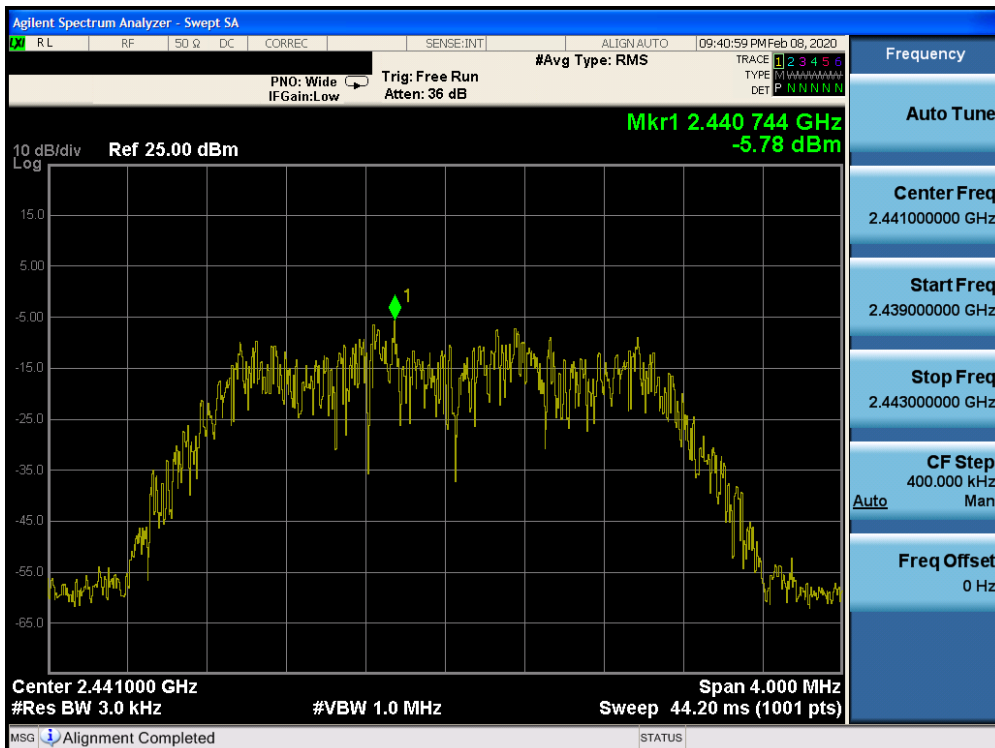 Agilent Spectrum Analyzer - Swept SA
LXI RL RF 50 Ω DC CORREC SENSE:INT ALIGN AUTO 09:40:59 PM Feb 08, 2020
Frequency
#Avg Type: RMS
TRACE 1 2 3 4 5 6
PNO: Wide Trig: Free Run
TYPE M
IFGain:Low Atten: 36 dB
DET P N N N N N
Auto Tune
Mkr1 2.440 744 GHz
-5.78 dBm
10 dB/div Ref 25.00 dBm
Log
15.0
5.00
-5.00
-15.0
-25.0
-35.0
-45.0
-55.0
-65.0
1
Center Freq
2.441000000 GHz
Start Freq
2.439000000 GHz
Stop Freq
2.443000000 GHz
CF Step
400.000 kHz
Auto Man
Freq Offset
0 Hz
Center 2.441000 GHz Span 4.000 MHz
#Res BW 3.0 kHz #VBW 1.0 MHz Sweep 44.20 ms (1001 pts)
MSG Alignment Completed STATUS